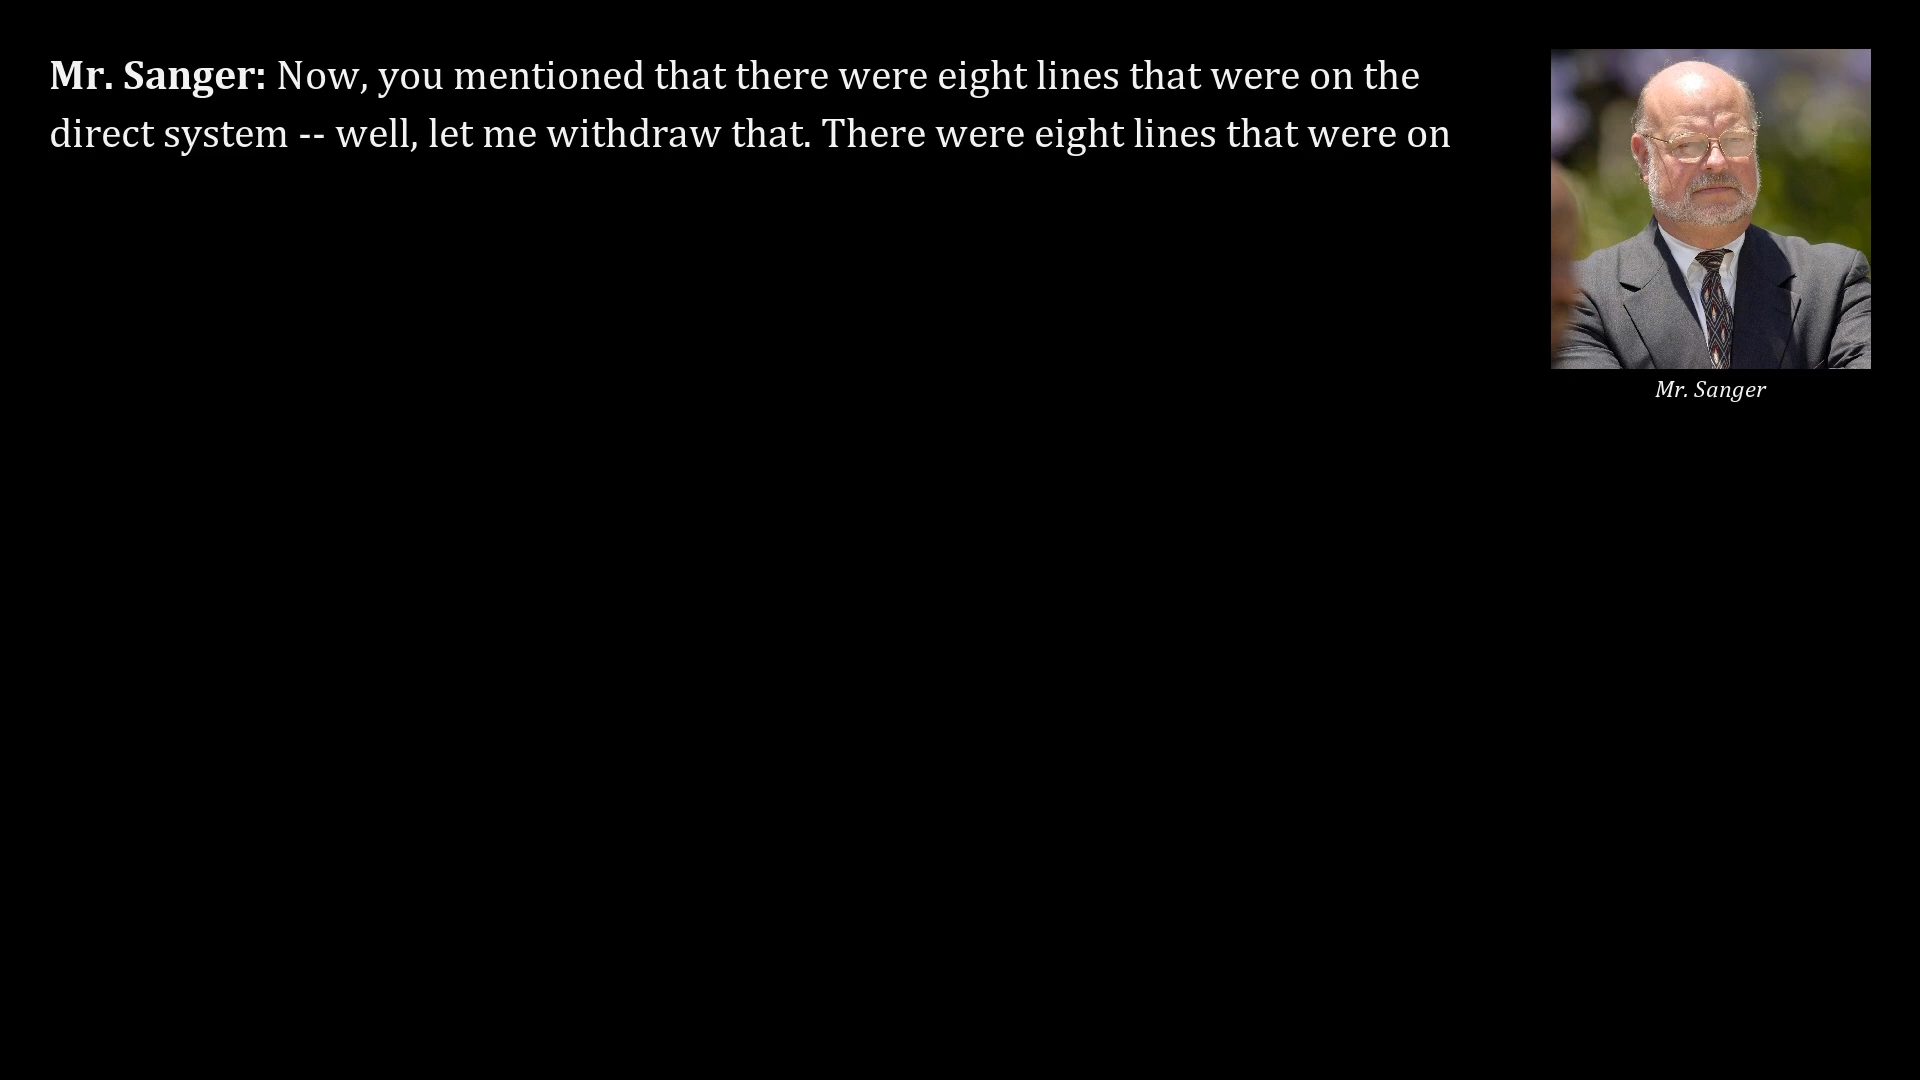 Mr. Sanger: Now, you mentioned that there were eight lines that were on the
direct system -- well, let me withdraw that. There were eight lines that were on
Mr. Sanger